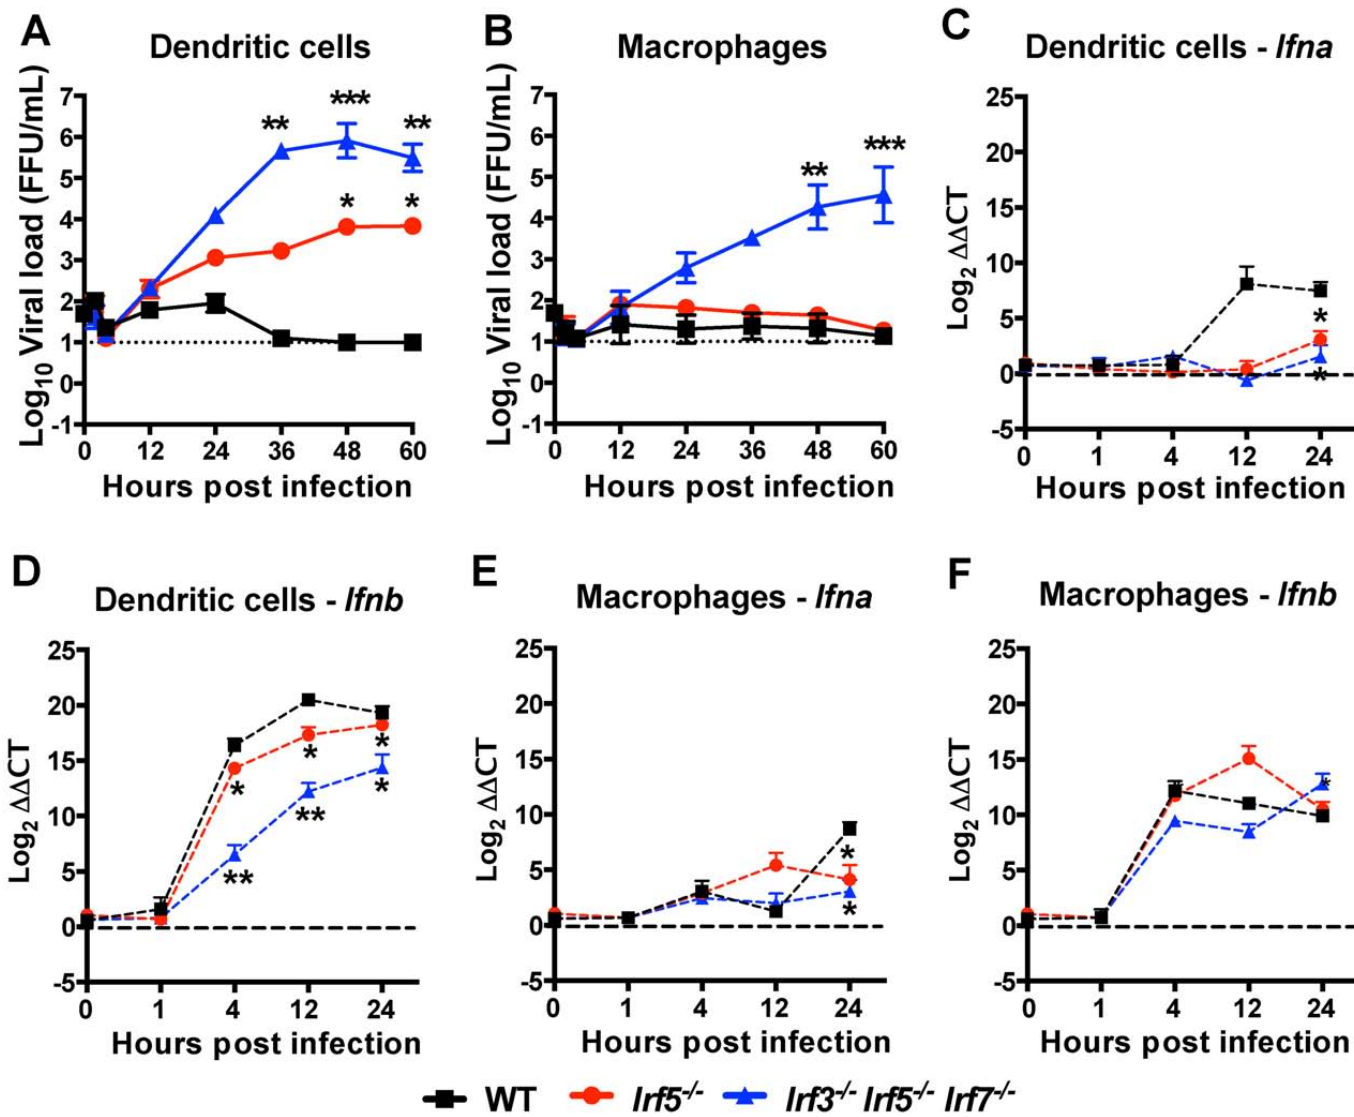 A
Dendritic cells
Log10 Viral load (FFU/mL)
7
6
5
4
3
2
1
0
-1
** *** **
* *
0 12 24 36 48 60
Hours post infection
B
Macrophages
Log10 Viral load (FFU/mL)
7
6
5
4
3
2
1
0
-1
** ***
0 12 24 36 48 60
Hours post infection
C
Dendritic cells - Ifna
Log2 ΔΔCT
25
20
15
10
5
0
-5
*
*
0 1 4 12 24
Hours post infection
D
Dendritic cells - Ifnb
Log2 ΔΔCT
25
20
15
10
5
0
-5
* * *
** ** *
0 1 4 12 24
Hours post infection
E
Macrophages - Ifna
Log2 ΔΔCT
25
20
15
10
5
0
-5
*
*
0 1 4 12 24
Hours post infection
F
Macrophages - Ifnb
Log2 ΔΔCT
25
20
15
10
5
0
-5
*
0 1 4 12 24
Hours post infection
WT Irf5-/- Irf3-/- Irf5-/- Irf7-/-